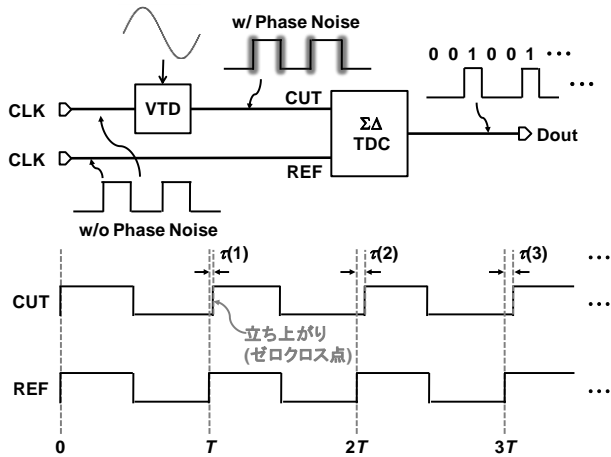 w/ Phase Noise
0 0 1 0 0 1 ···
CLK
VTD
CUT
ΣΔ
TDC
···
Dout
CLK
REF
w/o Phase Noise
τ(1)
τ(2)
τ(3)
···
CUT
···
立ち上がり
(ゼロクロス点)
REF
···
0
T
2T
3T